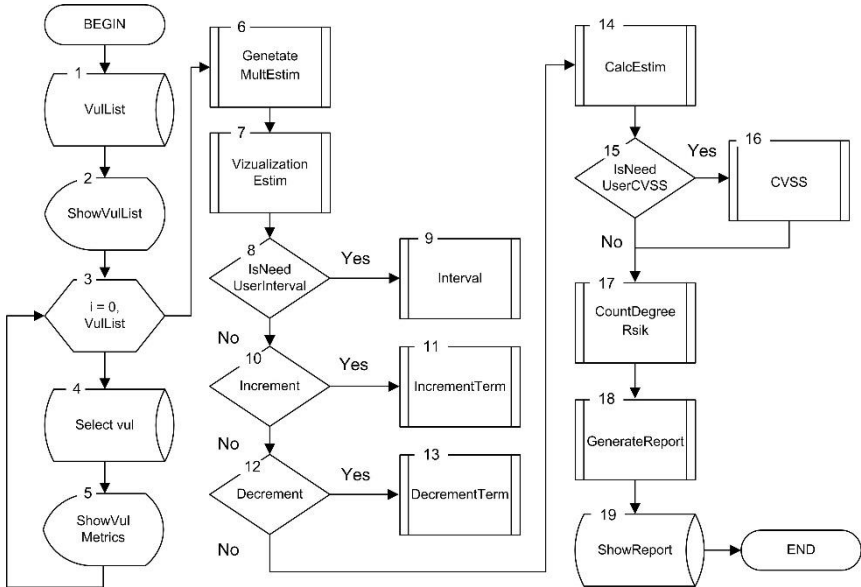 BEGIN
1
VulList
2
ShowVulList
3
i = 0,
VulList
4
Select vul
5
ShowVul
Metrics
6
Genetate
MultEstim
7
Vizualization
Estim
8
IsNeed
UserInterval
Yes
No
9
Interval
10
Increment
Yes
No
11
IncrementTerm
12
Decrement
Yes
No
13
DecrementTerm
14
CalcEstim
15
IsNeed
UserCVSS
Yes
No
16
CVSS
17
CountDegree
Rsik
18
GenerateReport
19
ShowReport
END